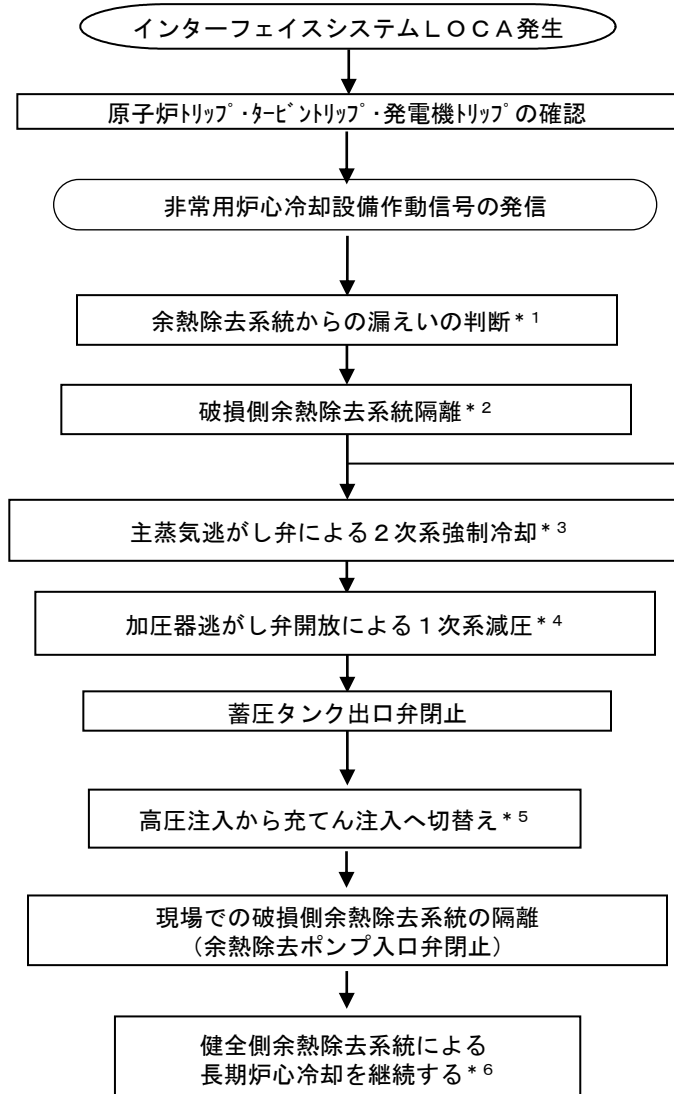 インターフェイスシステムＬＯＣＡ発生
原子炉ﾄﾘｯﾌﾟ・ﾀｰﾋﾞﾝﾄﾘｯﾌﾟ・発電機ﾄﾘｯﾌﾟの確認
非常用炉心冷却設備作動信号の発信
余熱除去系統からの漏えいの判断*１
破損側余熱除去系統隔離*２
主蒸気逃がし弁による２次系強制冷却*３
加圧器逃がし弁開放による１次系減圧*４
蓄圧タンク出口弁閉止
高圧注入から充てん注入へ切替え*５
現場での破損側余熱除去系統の隔離
（余熱除去ポンプ入口弁閉止）
健全側余熱除去系統による
長期炉心冷却を継続する*６